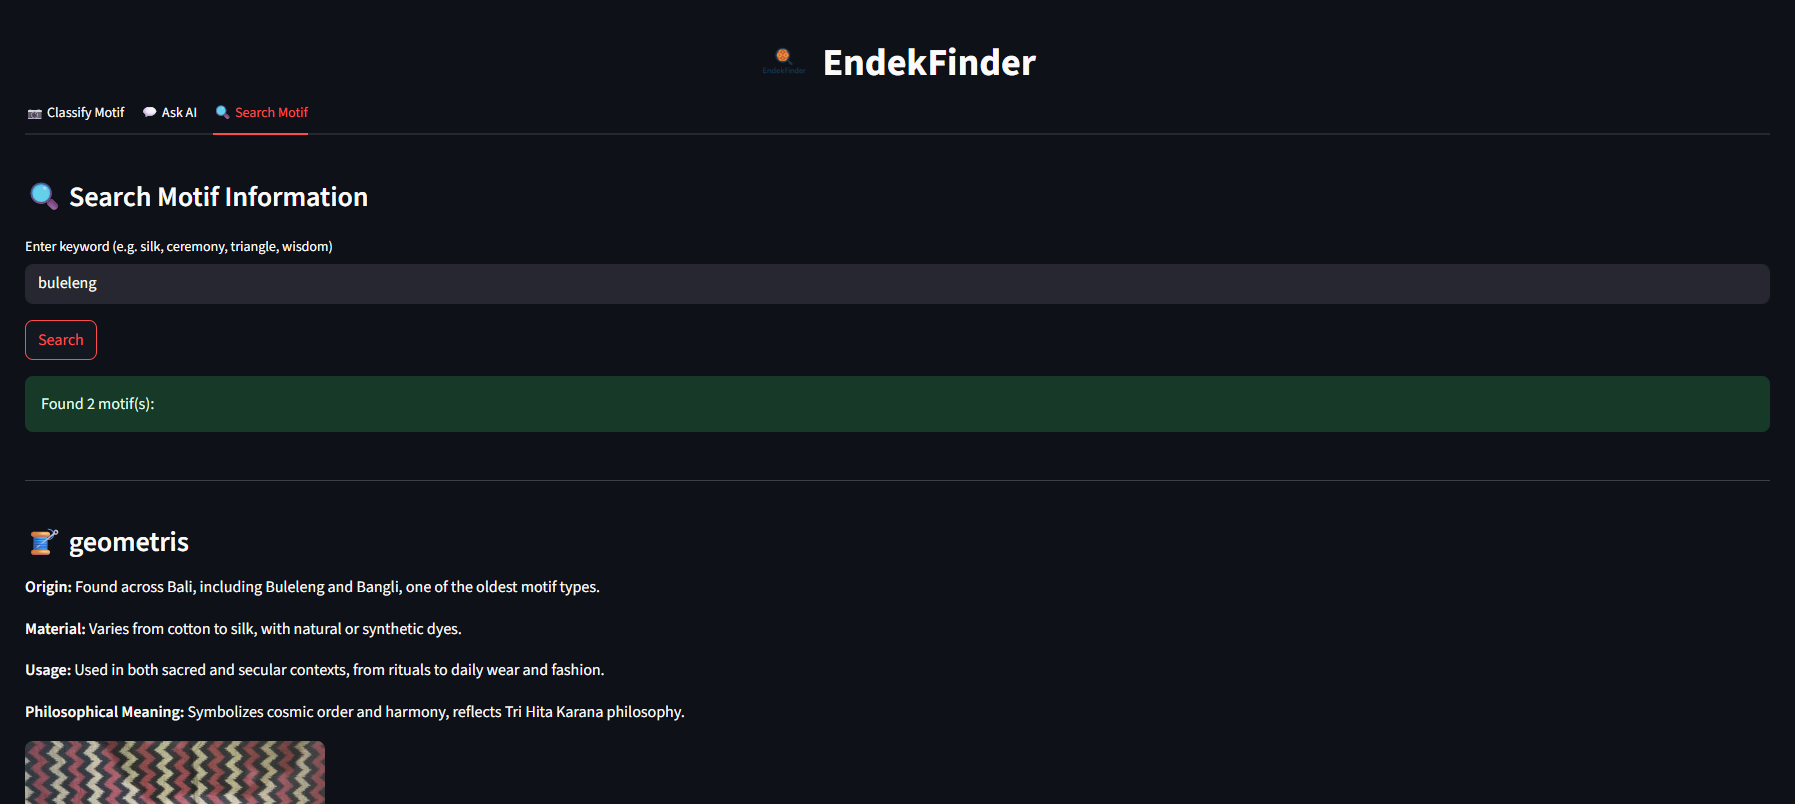 EndekFinder
EndekFinder
Classify Motif
Ask AI
Search Motif
Search Motif Information
Enter keyword (e.g. silk, ceremony, triangle, wisdom)
buleleng
Search
Found 2 motif(s):
geometris
Origin: Found across Bali, including Buleleng and Bangli, one of the oldest motif types.
Material: Varies from cotton to silk, with natural or synthetic dyes.
Usage: Used in both sacred and secular contexts, from rituals to daily wear and fashion.
Philosophical Meaning: Symbolizes cosmic order and harmony, reflects Tri Hita Karana philosophy.